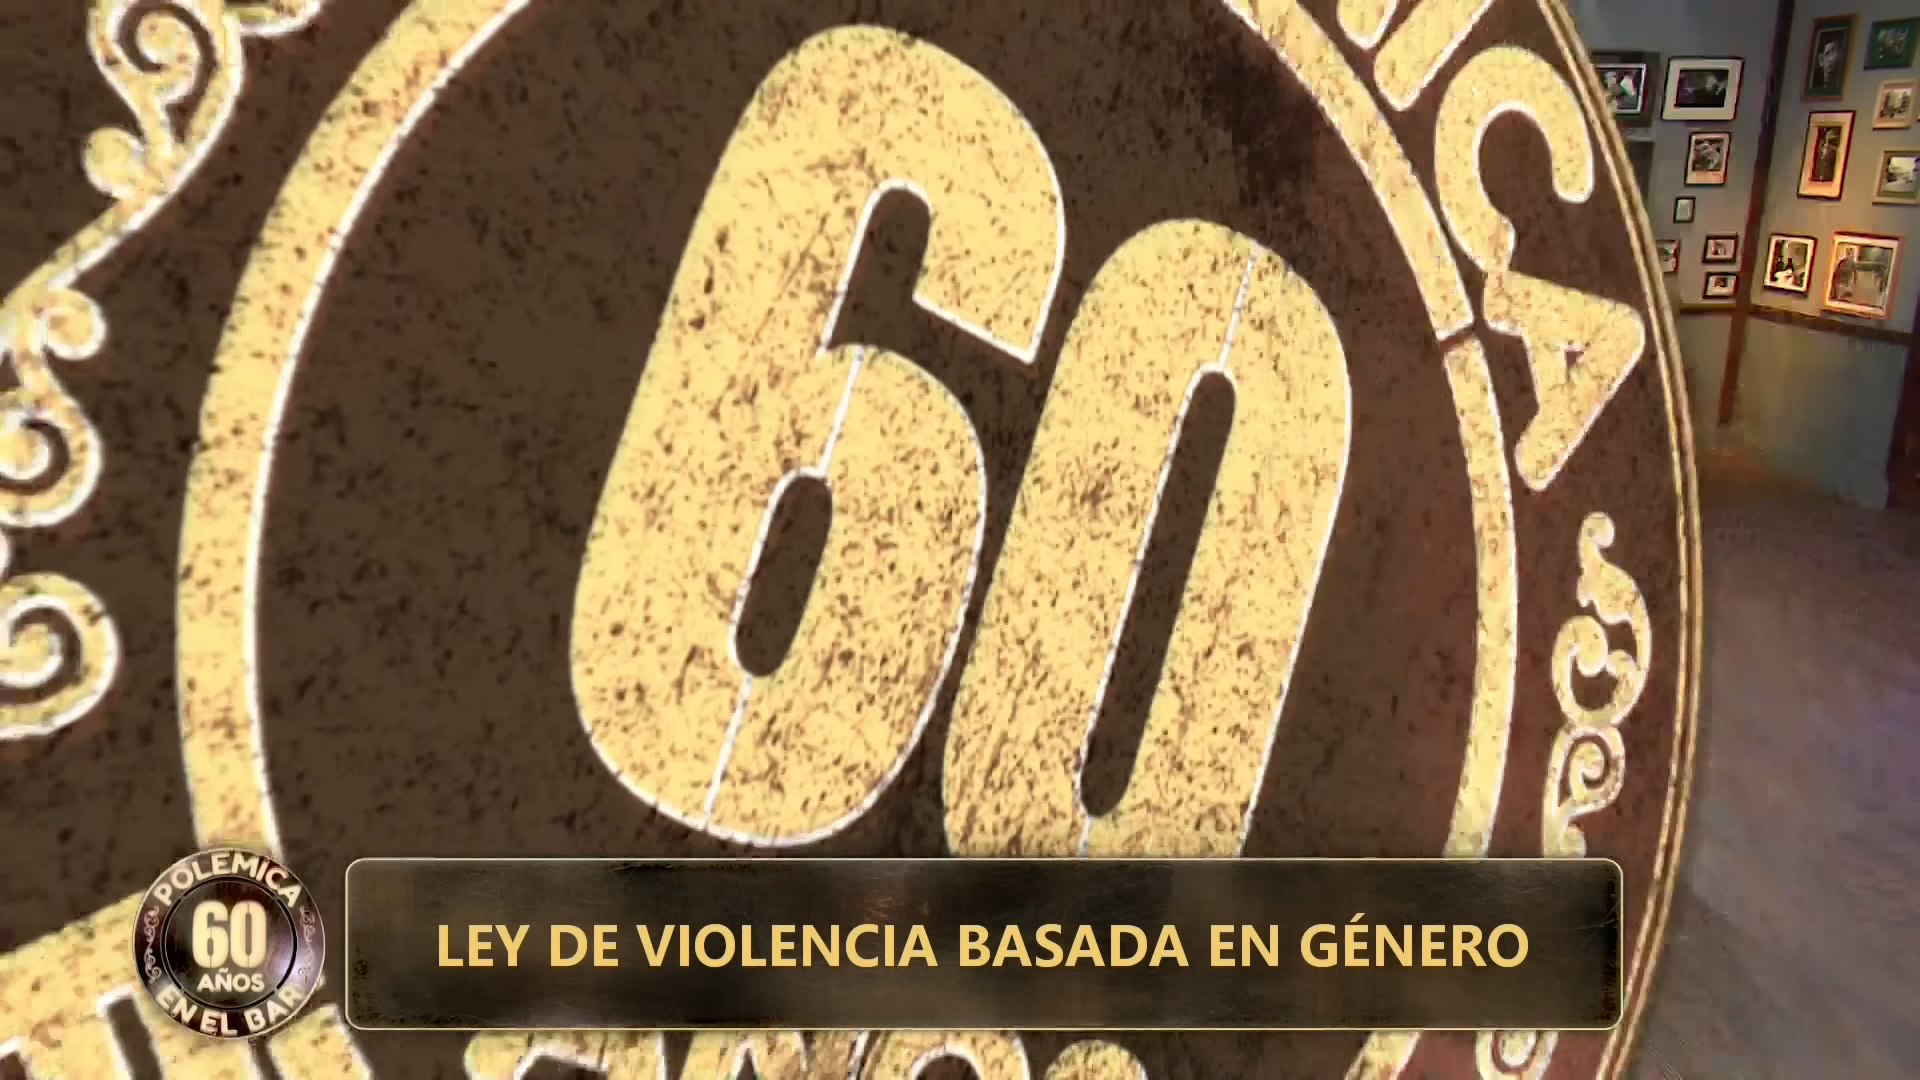 60
POLEMICA
60
AÑOS
EN EL BAR
LEY DE VIOLENCIA BASADA EN GÉNERO